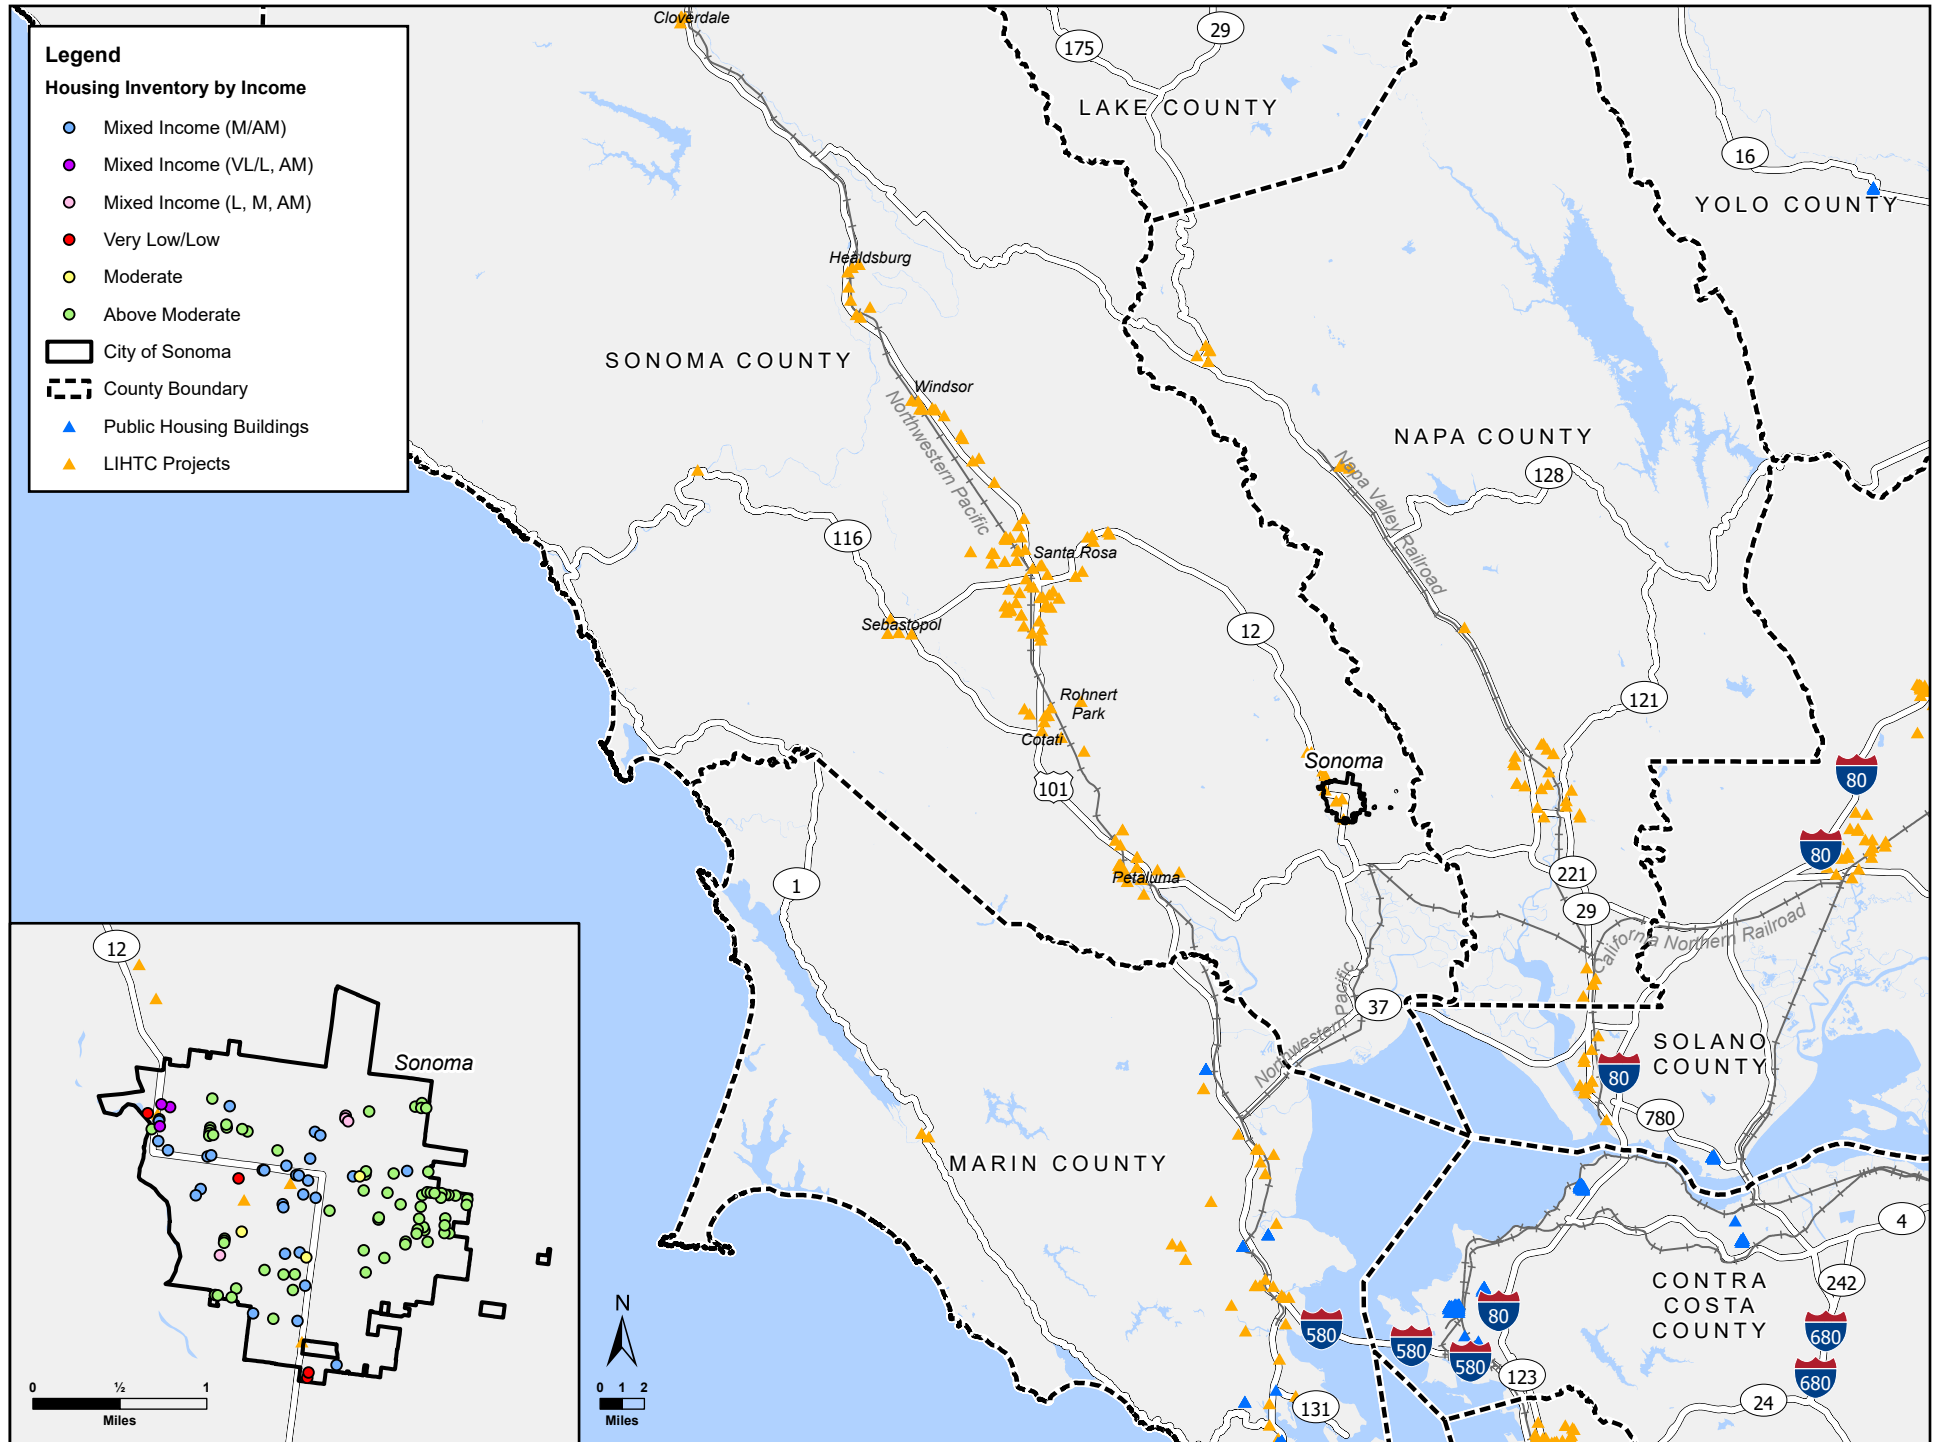 Legend
Housing Inventory by Income
Mixed Income (M/AM)
Mixed Income (VL/L, AM)
Mixed Income (L, M, AM)
Very Low/Low
Moderate
Above Moderate
City of Sonoma
County Boundary
Public Housing Buildings
LIHTC Projects
Cloverdale
175
29
LAKE COUNTY
16
YOLO COUNTY
Healdsburg
SONOMA COUNTY
Windsor
Northwestern Pacific
NAPA COUNTY
Napa Valley Railroad
128
116
Santa Rosa
Sebastopol
12
Rohnert
Park
Cotati
121
Sonoma
101
80
80
Petaluma
1
221
29
California Northern Railroad
Northwestern Pacific
37
SOLANO
COUNTY
80
780
MARIN COUNTY
4
CONTRA
COSTA
COUNTY
242
80
580
580
580
680
680
123
24
131
12
Sonoma
0
½
1
Miles
N
0
1
2
Miles